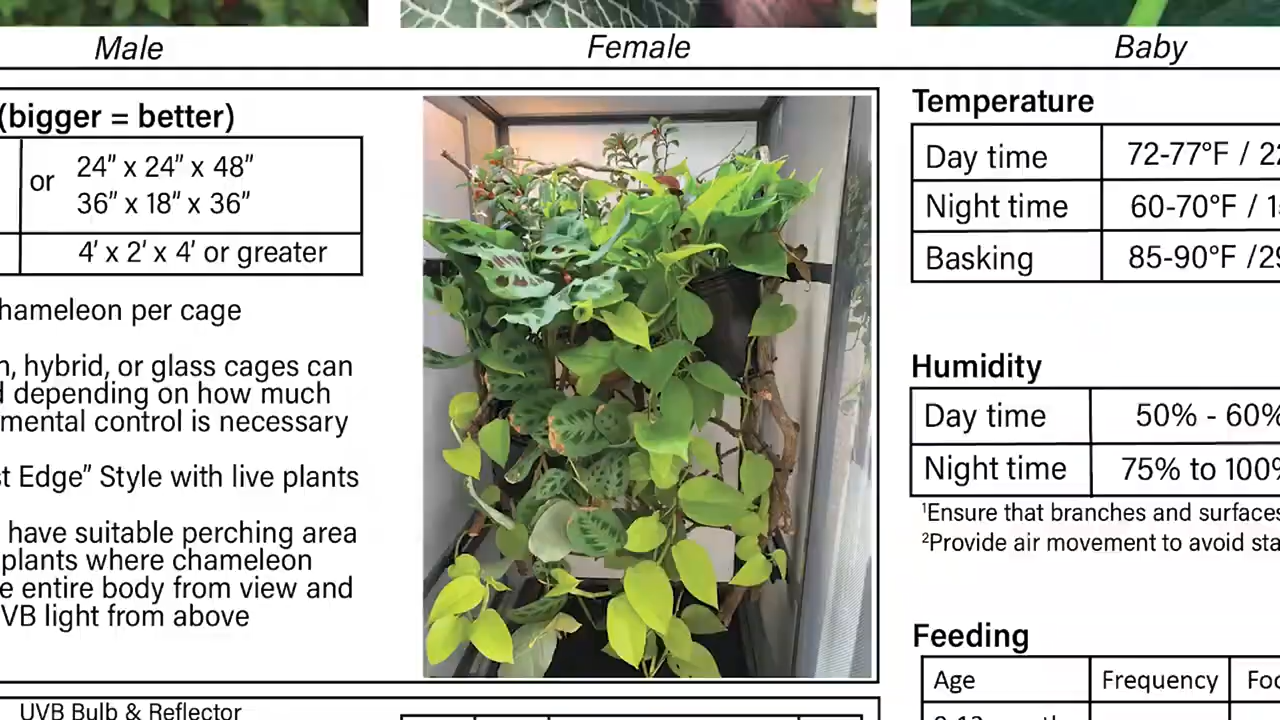 Male
Female
Baby
(bigger = better)
or
24” x 24” x 48”
36” x 18” x 36”
4’ x 2’ x 4’ or greater
hameleon per cage
n, hybrid, or glass cages can
d depending on how much
mental control is necessary
st Edge” Style with live plants
have suitable perching area
plants where chameleon
e entire body from view and
VB light from above
UVB Bulb & Reflector
Temperature
Day time 72-77°F / 22
Night time 60-70°F / 1
Basking 85-90°F /29
Humidity
Day time 50% - 60%
Night time 75% to 100%
¹Ensure that branches and surfaces
²Provide air movement to avoid sta
Feeding
Age Frequency Foo